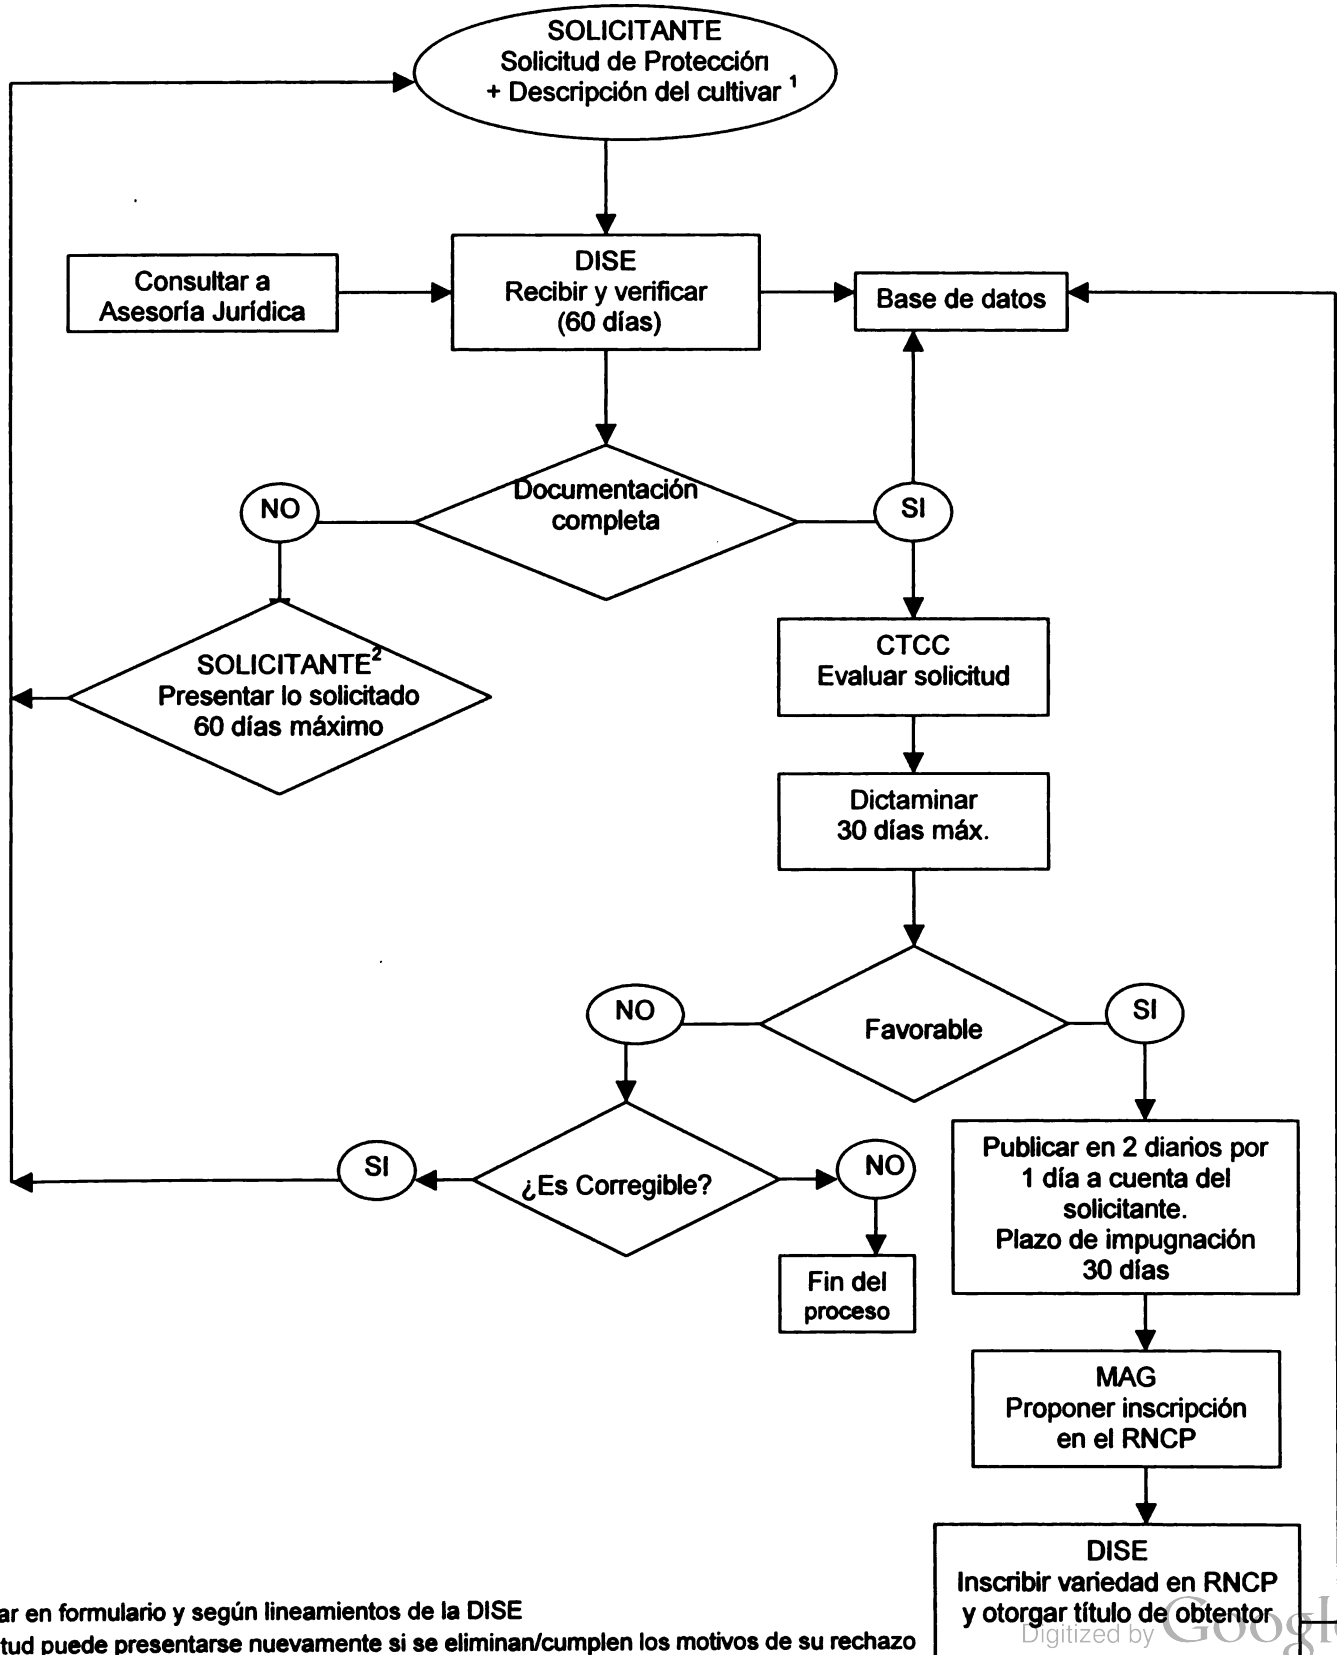 SOLICITANTE
Solicitud de Protección
+ Descripción del cultivar ¹
Consultar a
Asesoría Jurídica
DISE
Recibir y verificar
(60 días)
Base de datos
NO
Documentación
completa
SI
SOLICITANTE²
Presentar lo solicitado
60 días máximo
CTCC
Evaluar solicitud
Dictaminar
30 días máx.
NO
Favorable
SI
SI
¿Es Corregible?
NO
Fin del
proceso
Publicar en 2 diarios por
1 día a cuenta del
solicitante.
Plazo de impugnación
30 días
MAG
Proponer inscripción
en el RNCP
DISE
Inscribir variedad en RNCP
y otorgar título de obtentor
ar en formulario y según lineamientos de la DISE
itud puede presentarse nuevamente si se eliminan/cumplen los motivos de su rechazo
Digitized by Google